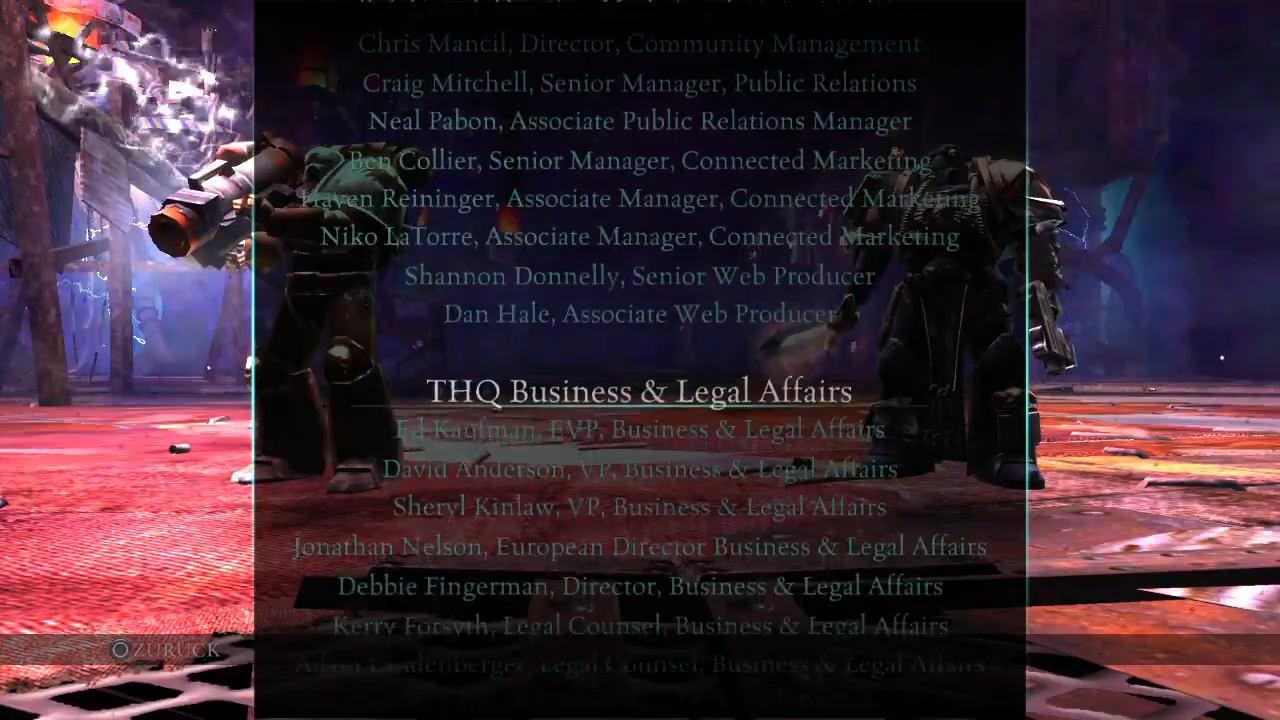 Chris Mancil, Director, Community Management
Craig Mitchell, Senior Manager, Public Relations
Neal Pabon, Associate Public Relations Manager
Ben Collier, Senior Manager, Connected Marketing
Haven Reininger, Associate Manager, Connected Marketing
Niko LaTorre, Associate Manager, Connected Marketing
Shannon Donnelly, Senior Web Producer
Dan Hale, Associate Web Producer
THQ Business & Legal Affairs
Ed Kaufman, EVP, Business & Legal Affairs
David Anderson, VP, Business & Legal Affairs
Sheryl Kinlaw, VP, Business & Legal Affairs
Jonathan Nelson, European Director Business & Legal Affairs
Debbie Fingerman, Director, Business & Legal Affairs
Kerry Forsyth, Legal Counsel, Business & Legal Affairs
ZURÜCK
Legal Counsel, Business & Legal Affairs